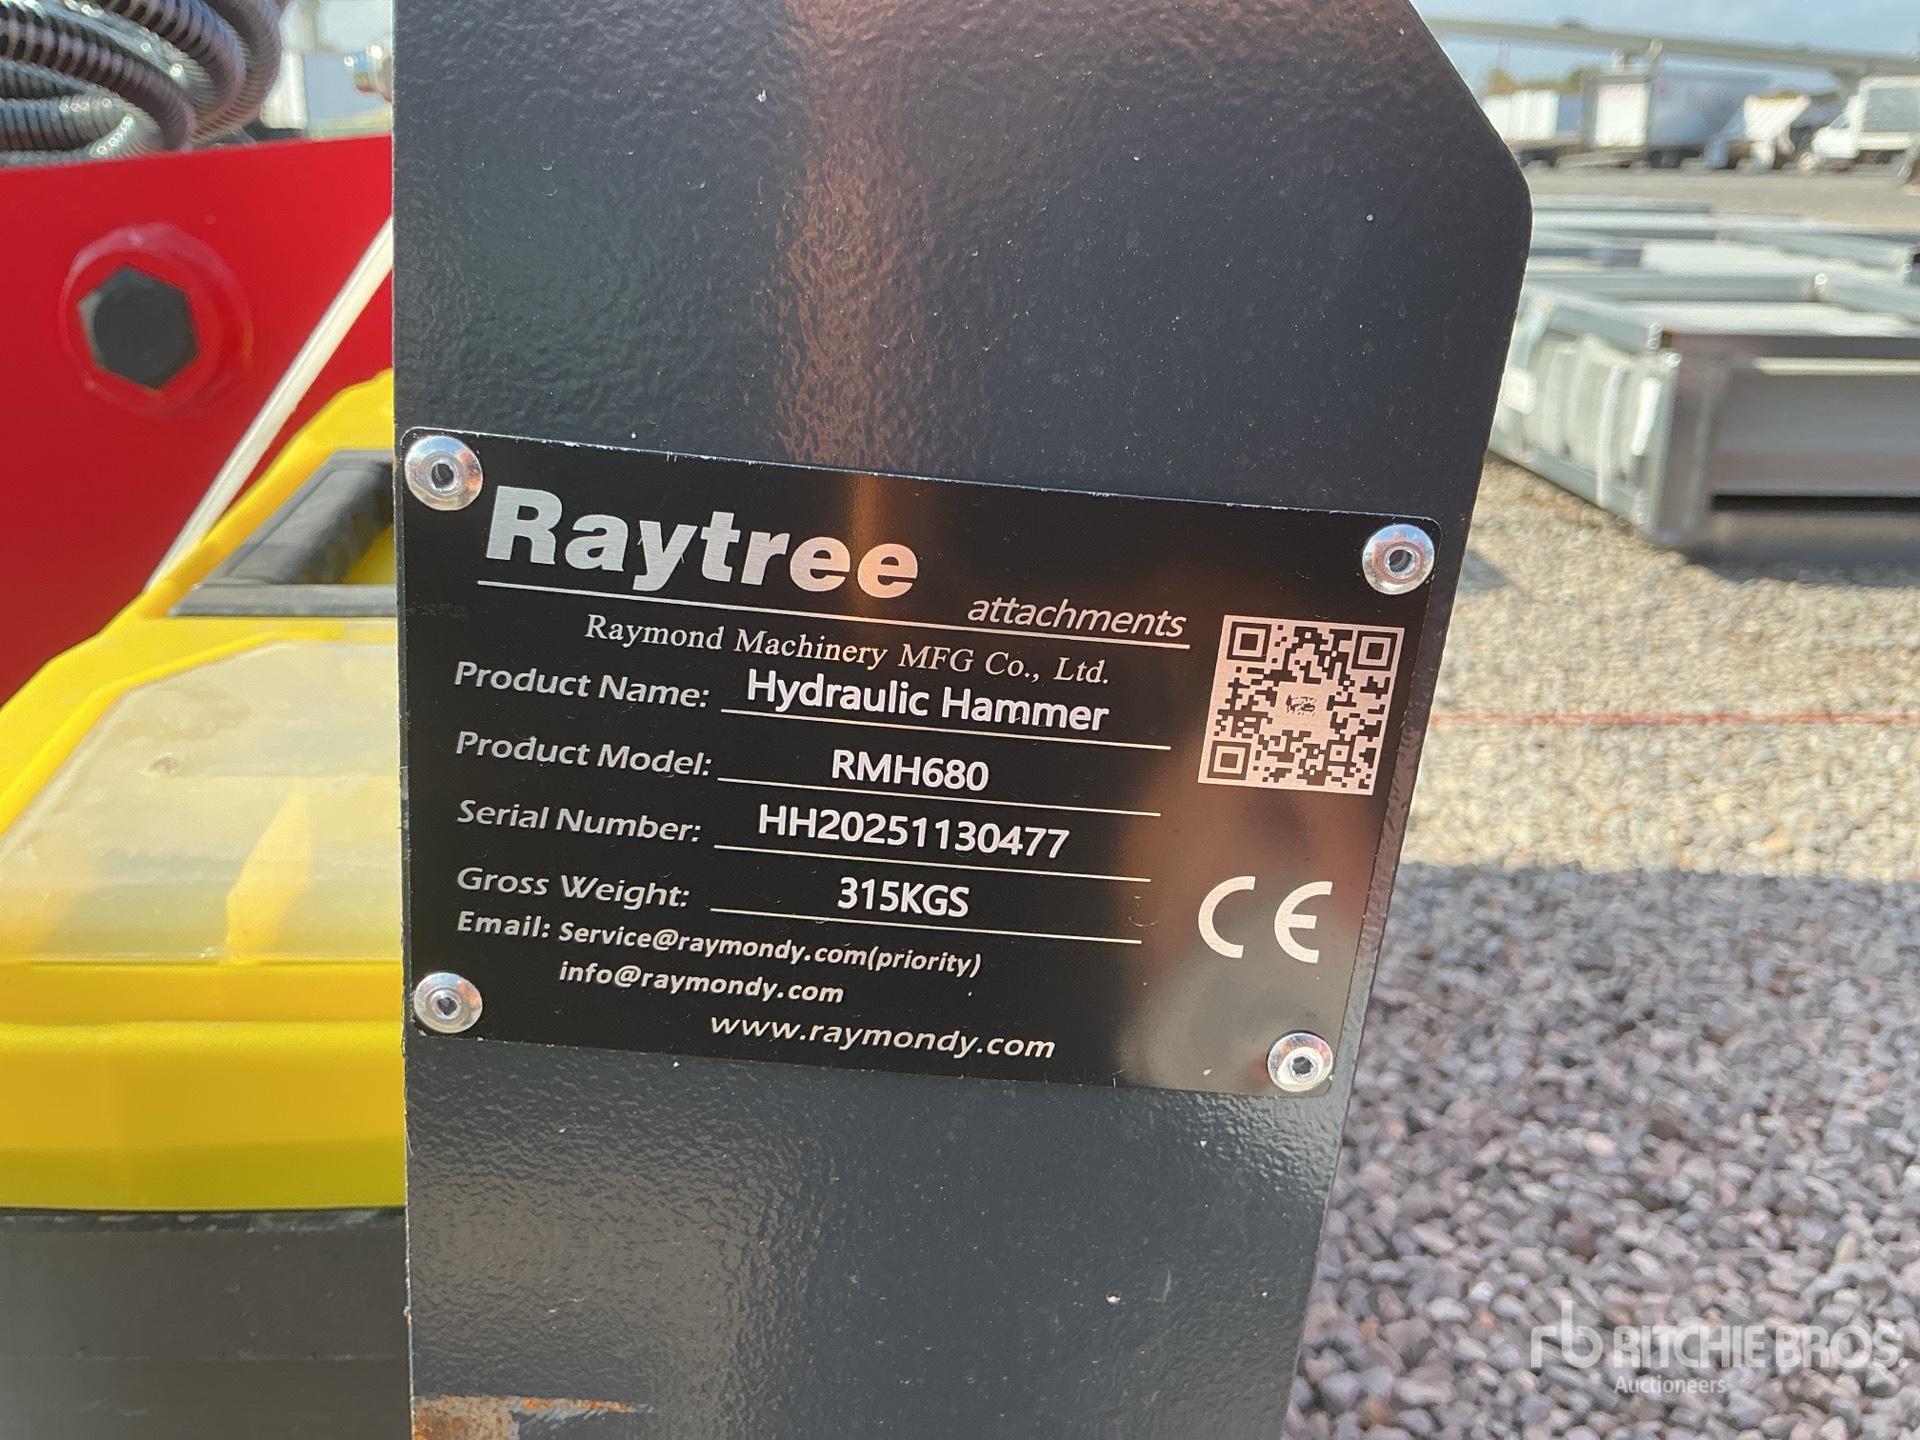 Raytree
attachments
Raymond Machinery MFG Co., Ltd.
Product Name: Hydraulic Hammer
Product Model: RMH680
Serial Number: HH20251130477
Gross Weight: 315KGS
Email: Service@raymondy.com(priority)
info@raymondy.com
www.raymondy.com
CE
rb RITCHIE BROS.
Auctioneers